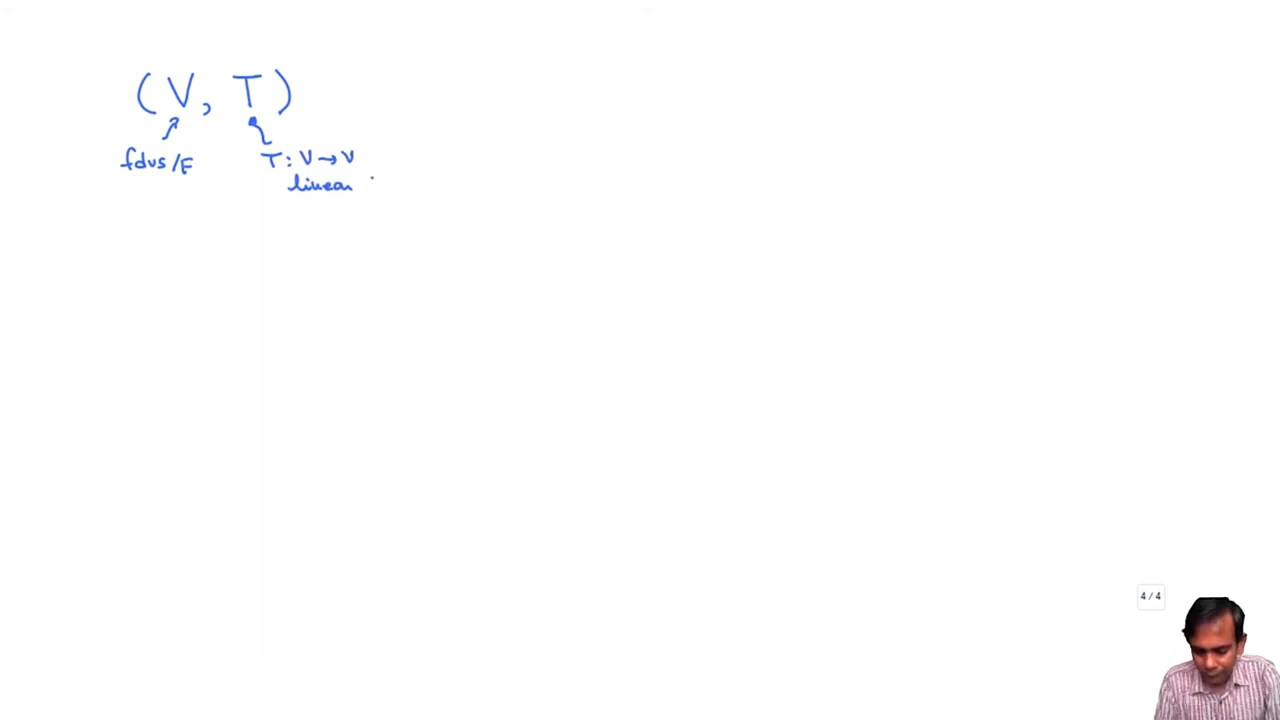 (V, T)
fdvs/F T: V → V
linear
4 / 4